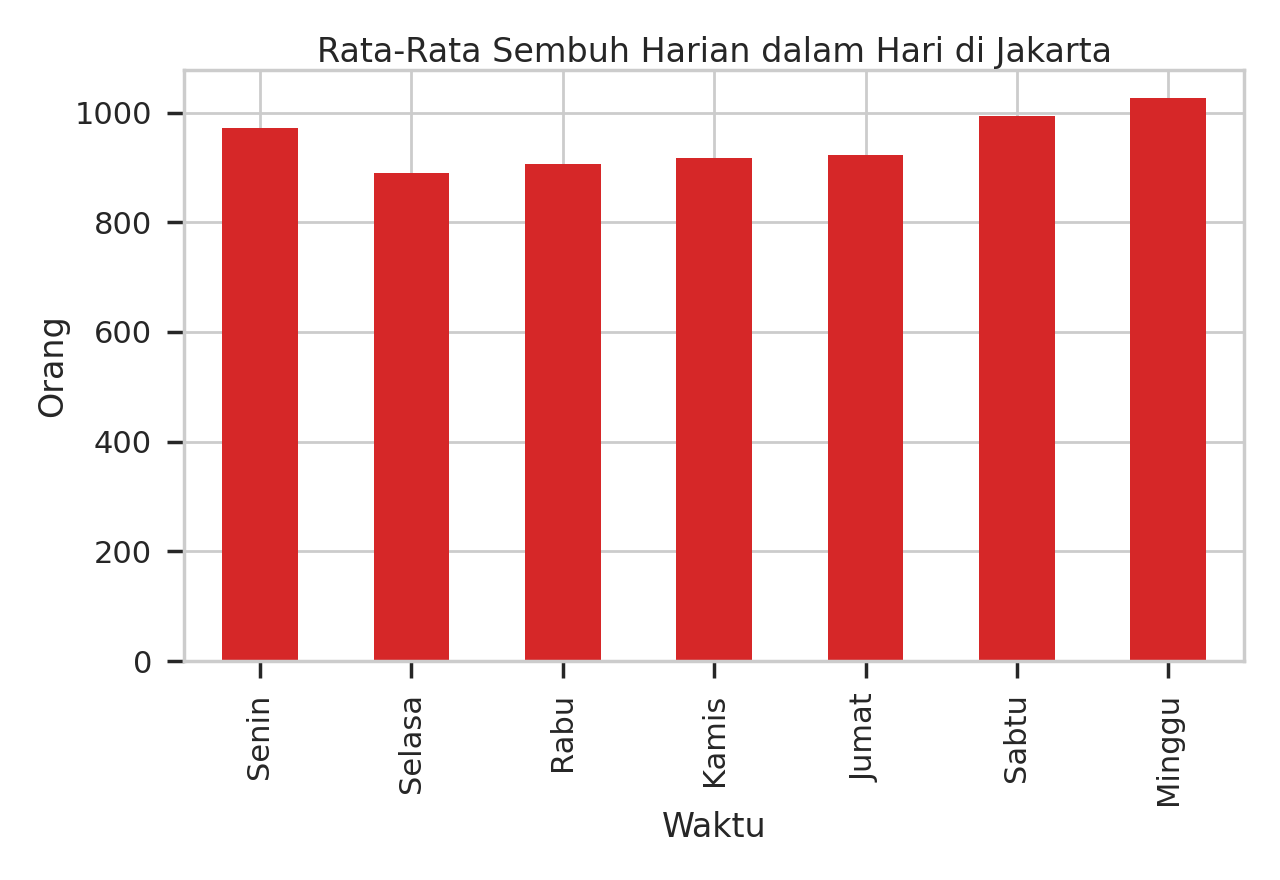 Rata-Rata Sembuh Harian dalam Hari di Jakarta
1000
800
600
400
200
0
Orang
Senin
Selasa
Rabu
Kamis
Jumat
Sabtu
Minggu
Waktu